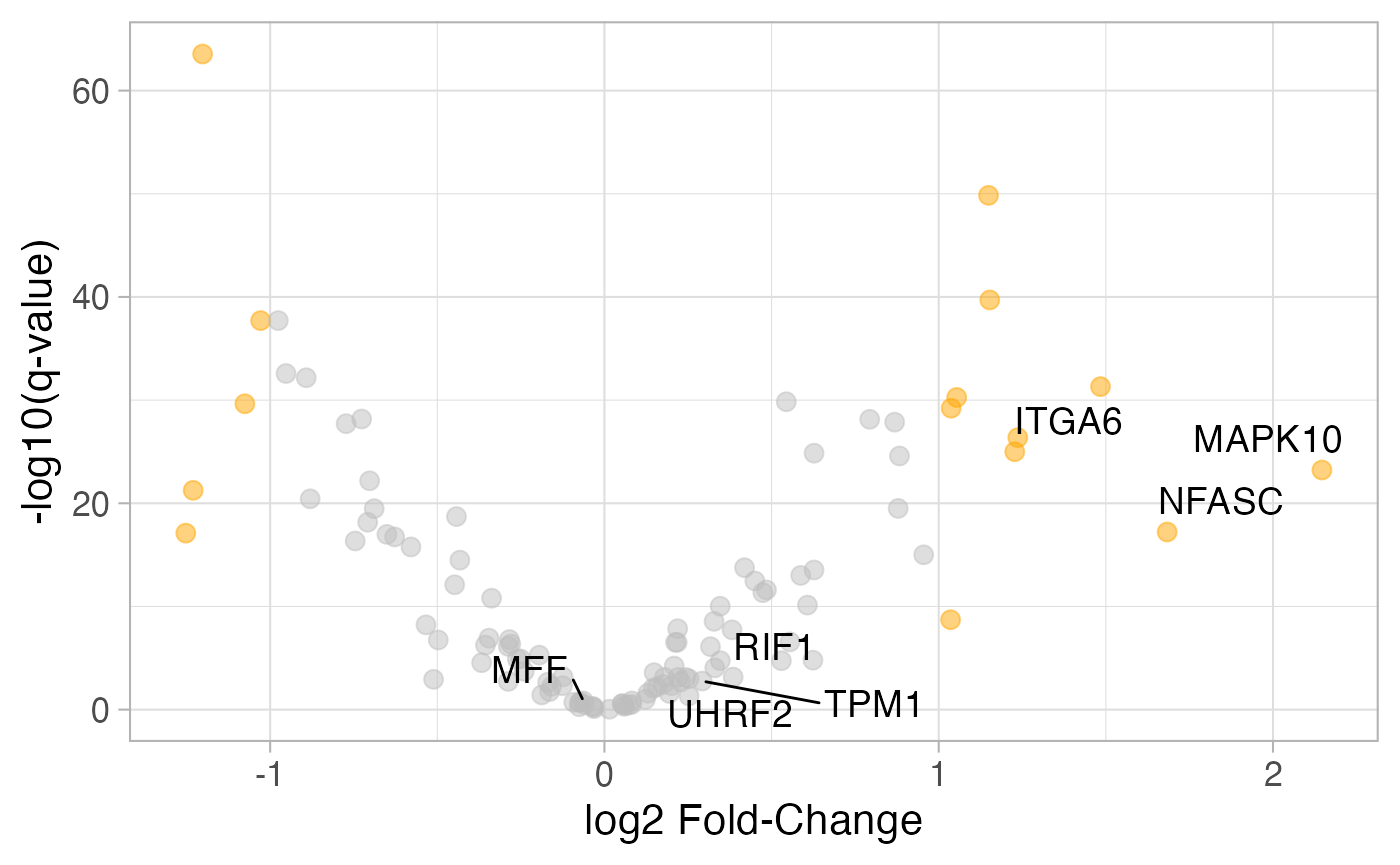 60
40
20
0
-log10(q-value)
ITGA6
MAPK10
NFASC
RIF1
MFF
TPM1
UHRF2
-1
0
1
2
log2 Fold-Change